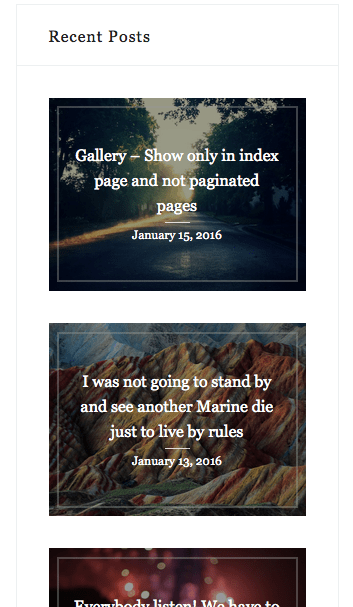 Recent Posts
Gallery – Show only in index
page and not paginated
pages
January 15, 2016
I was not going to stand by
and see another Marine die
just to live by rules
January 13, 2016
Everybody listen! We have to